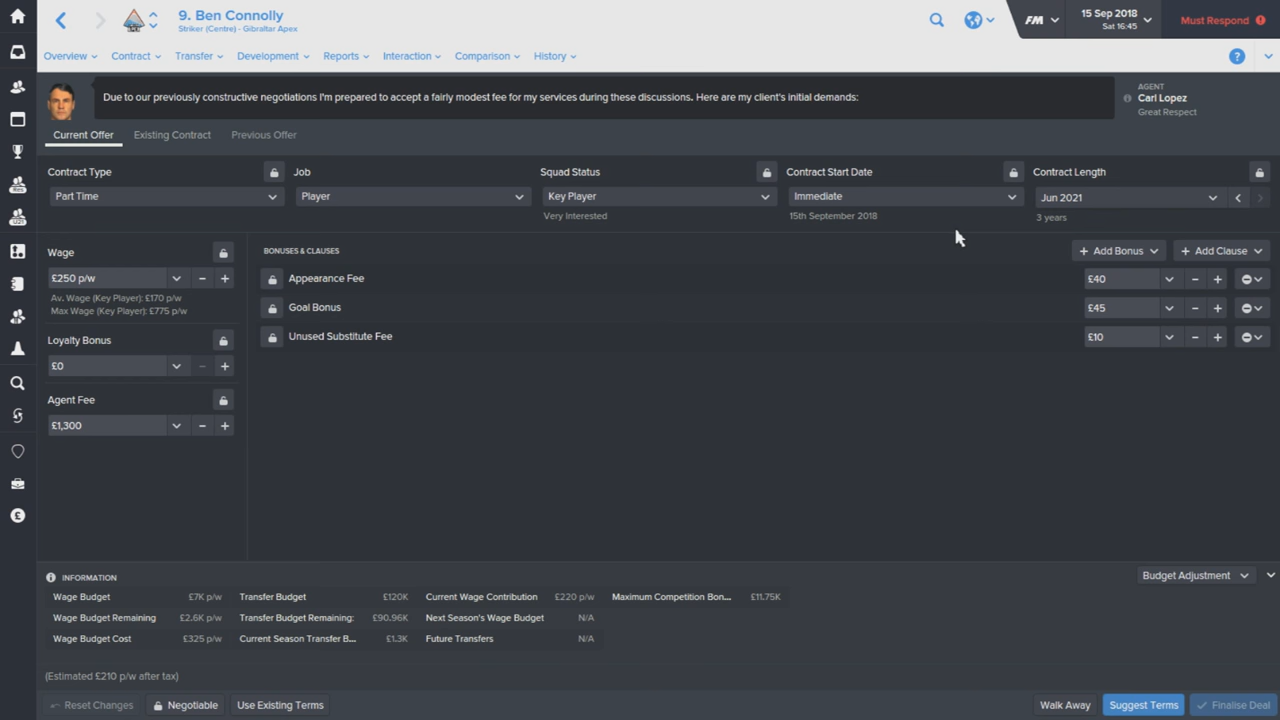 9. Ben Connolly
Striker (Centre) - Gibraltar Apex
FM
15 Sep 2018
Sat 16:45
Must Respond
Overview
Contract
Transfer
Development
Reports
Interaction
Comparison
History
?
Due to our previously constructive negotiations I'm prepared to accept a fairly modest fee for my services during these discussions. Here are my client's initial demands:
AGENT
Carl Lopez
Great Respect
Current Offer
Existing Contract
Previous Offer
Contract Type
Job
Squad Status
Contract Start Date
Contract Length
Part Time
Player
Key Player
Immediate
Jun 2021
Very Interested
15th September 2018
3 years
Wage
£250 p/w
Av. Wage (Key Player): £170 p/w
Max Wage (Key Player): £775 p/w
Loyalty Bonus
£0
Agent Fee
£1,300
BONUSES & CLAUSES
+ Add Bonus
+ Add Clause
Appearance Fee £40
Goal Bonus £45
Unused Substitute Fee £10
INFORMATION
Budget Adjustment
Wage Budget £7K p/w Transfer Budget £120K Current Wage Contribution £220 p/w Maximum Competition Bon... £11.75K
Wage Budget Remaining £2.6K p/w Transfer Budget Remaining: £90.96K Next Season's Wage Budget N/A
Wage Budget Cost £325 p/w Current Season Transfer B... £1.3K Future Transfers N/A
(Estimated £210 p/w after tax)
Reset Changes
Negotiable
Use Existing Terms
Walk Away
Suggest Terms
Finalise Deal